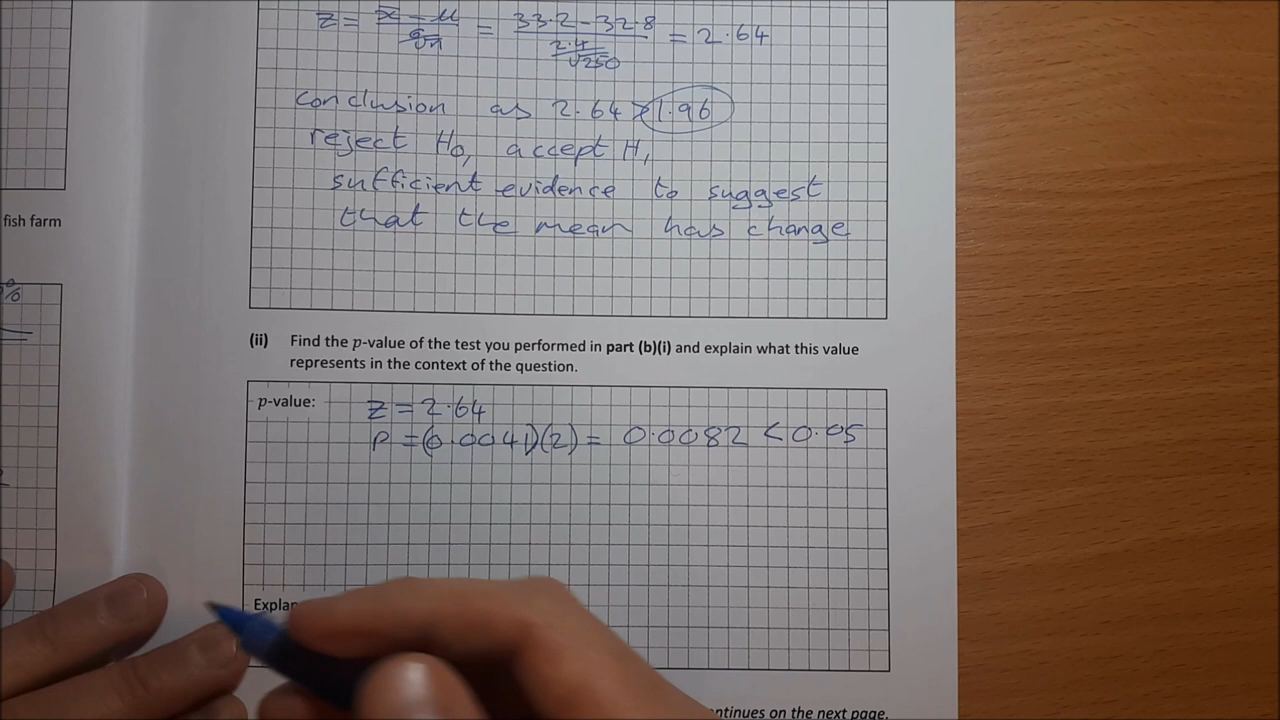 z = x̄ - μ / σ/√n = 33.2 - 32.8 / 2.4/√250 = 2.64
conclusion as 2.64 > 1.96
reject H0, accept H1
sufficient evidence to suggest
that the mean has change
fish farm
%
(ii) Find the p-value of the test you performed in part (b)(i) and explain what this value
represents in the context of the question.
p-value: z = 2.64
P = (0.0041)(2) = 0.0082 < 0.05
Explan
ntinues on the next page.